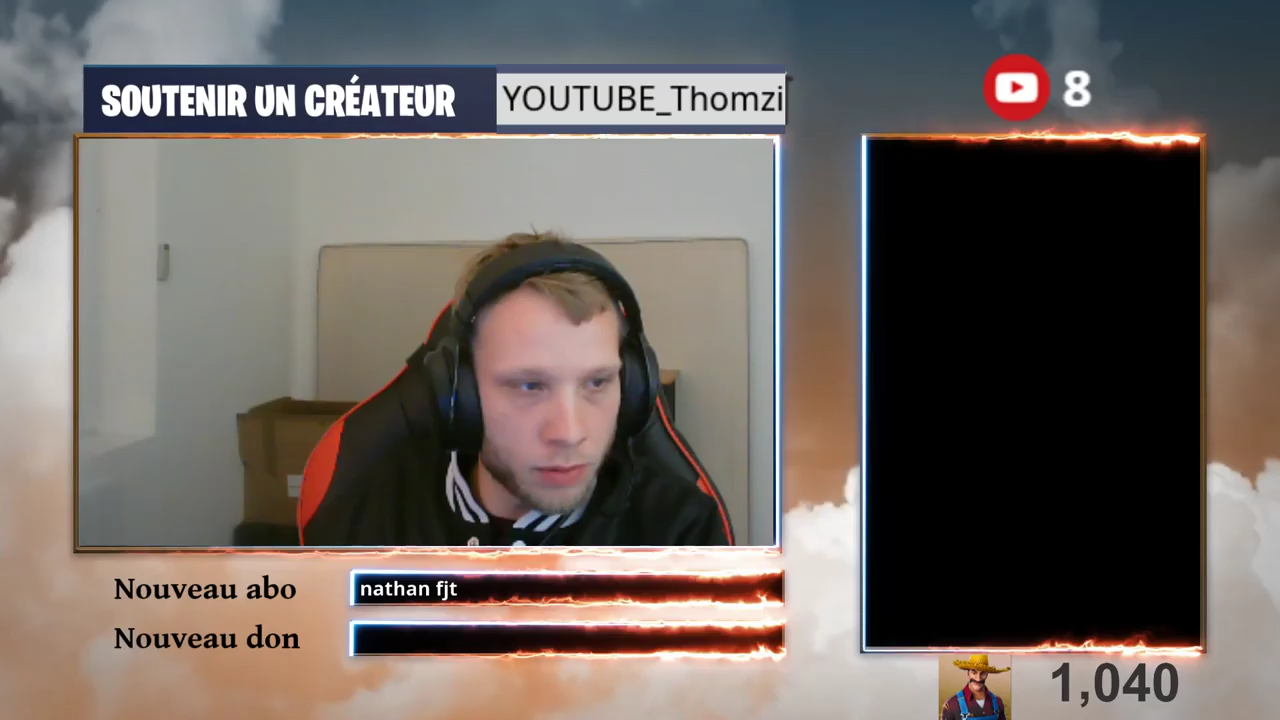 SOUTENIR UN CRÉATEUR
YOUTUBE_Thomzi
8
Nouveau abo
nathan fjt
Nouveau don
1,040